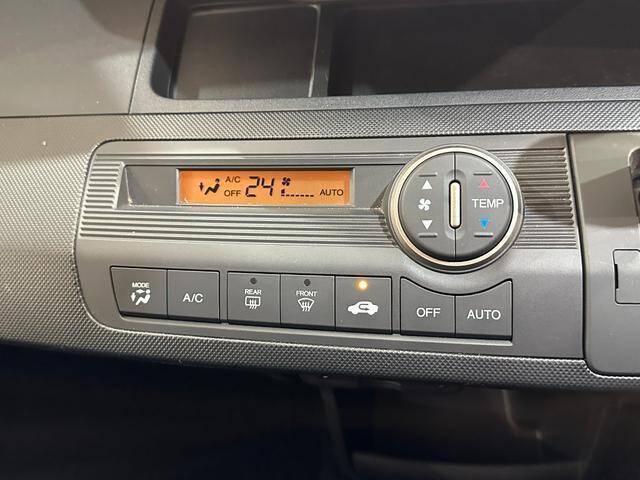 A/C
OFF
24
AUTO
TEMP
MODE
A/C
REAR
FRONT
OFF
AUTO